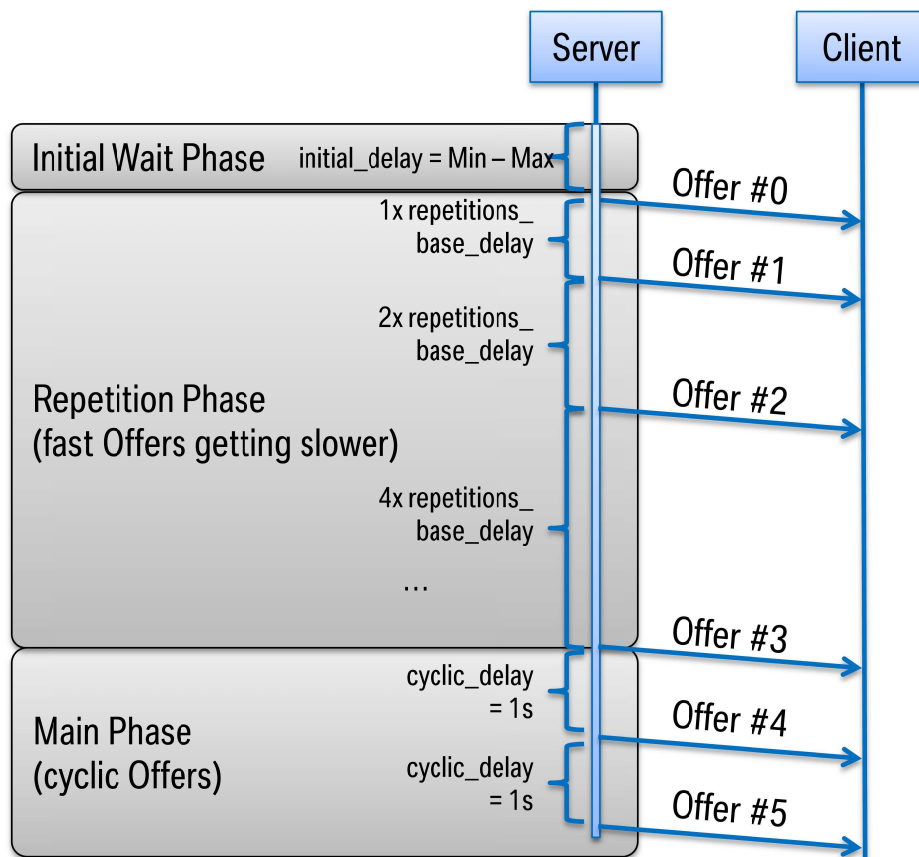 Server
Client
Initial Wait Phase
initial_delay = Min – Max
Offer #0
1x repetitions_
base_delay
Offer #1
2x repetitions_
base_delay
Offer #2
Repetition Phase
(fast Offers getting slower)
4x repetitions_
base_delay
...
Offer #3
cyclic_delay
= 1s
Offer #4
Main Phase
(cyclic Offers)
cyclic_delay
= 1s
Offer #5